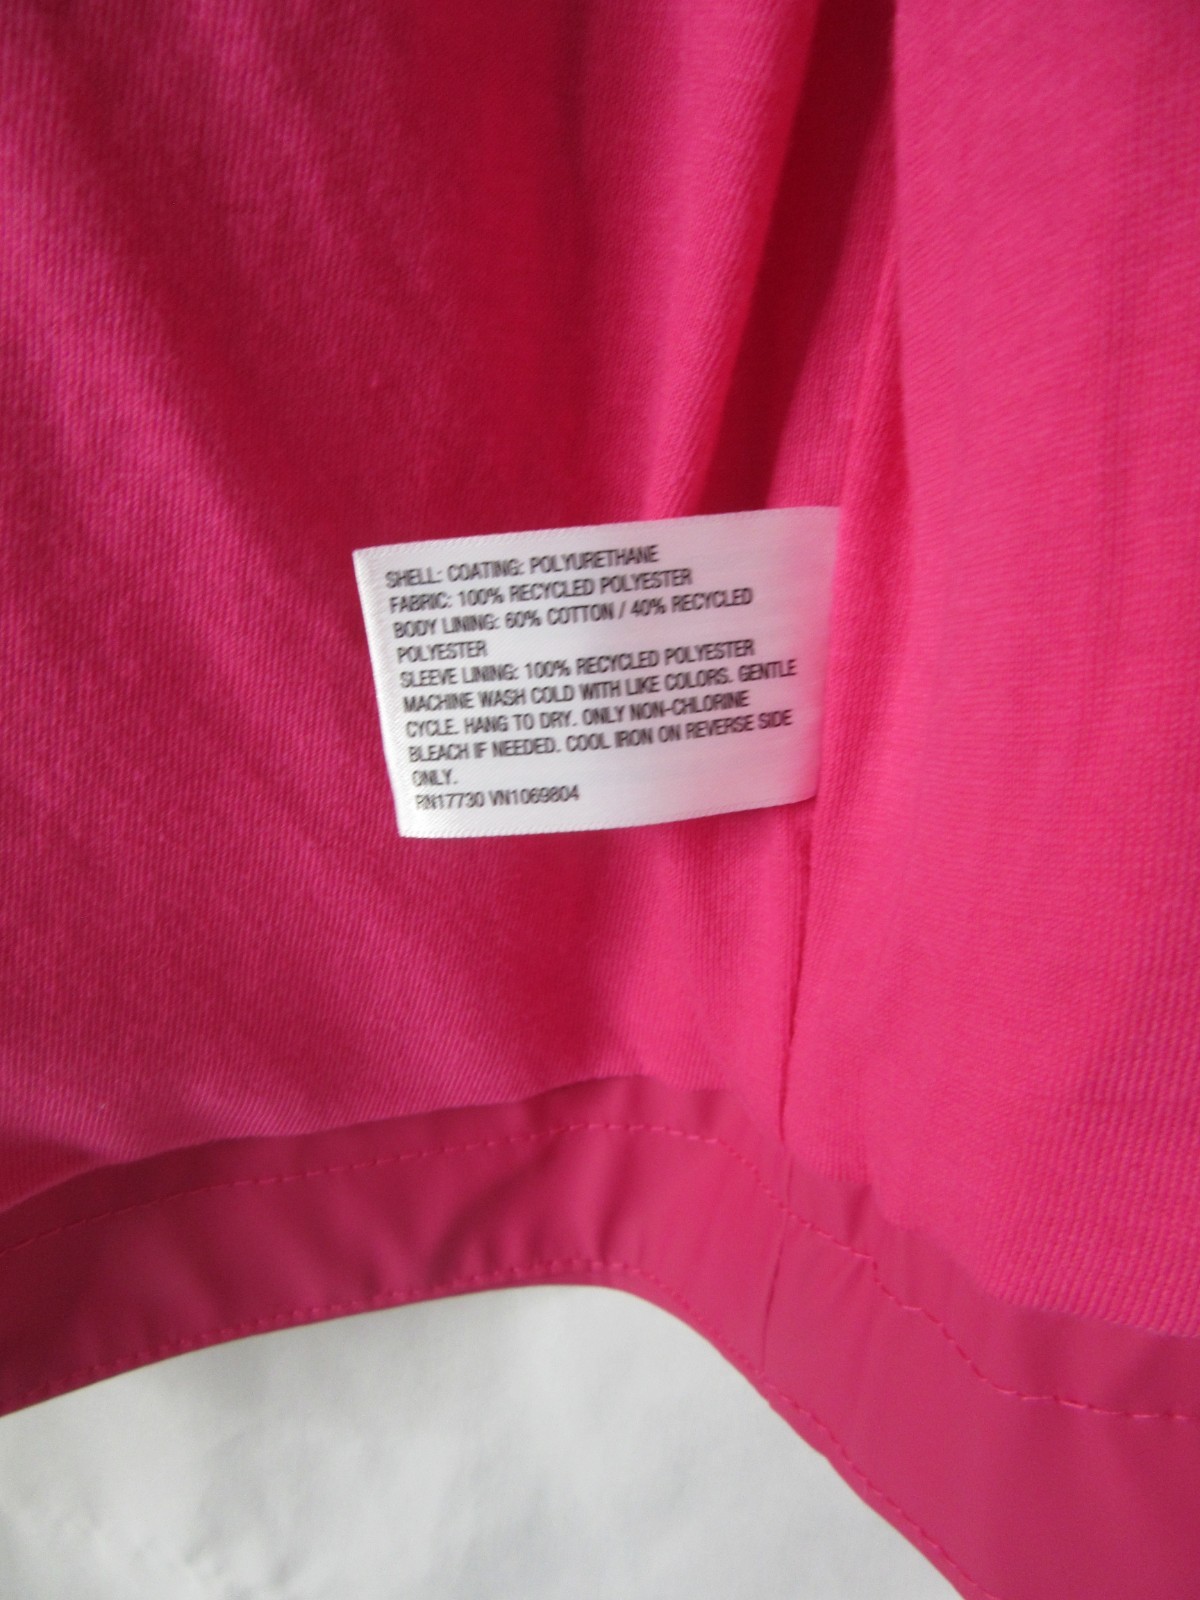 SHELL: COATING: POLYURETHANE
FABRIC: 100% RECYCLED POLYESTER
BODY LINING: 60% COTTON / 40% RECYCLED
POLYESTER
SLEEVE LINING: 100% RECYCLED POLYESTER
MACHINE WASH COLD WITH LIKE COLORS. GENTLE
CYCLE. HANG TO DRY. ONLY NON-CHLORINE
BLEACH IF NEEDED. COOL IRON ON REVERSE SIDE
ONLY.
RN17730 VN1069804